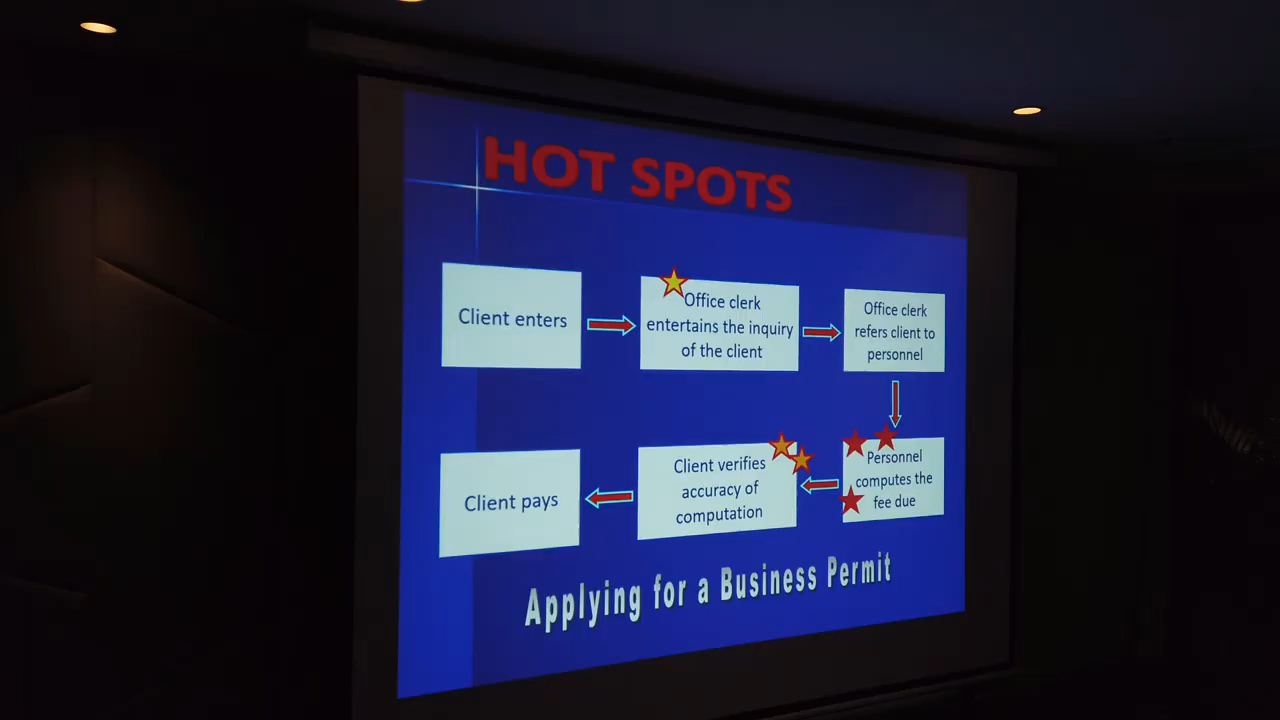 HOT SPOTS
Client enters
Office clerk
entertains the inquiry
of the client
Office clerk
refers client to
personnel
Personnel
computes the
fee due
Client verifies
accuracy of
computation
Client pays
Applying for a Business Permit